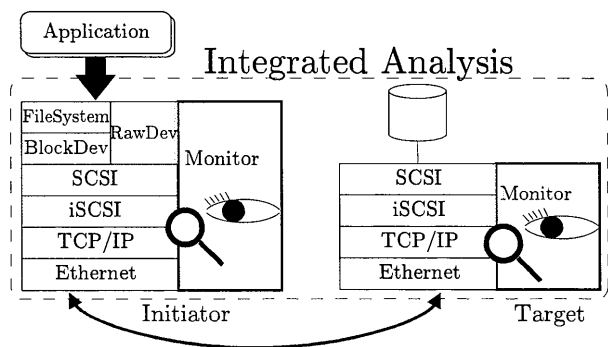 Application
Integrated Analysis
FileSystem
BlockDev
RawDev
SCSI
iSCSI
TCP/IP
Ethernet
Monitor
SCSI
iSCSI
TCP/IP
Ethernet
Monitor
Initiator
Target